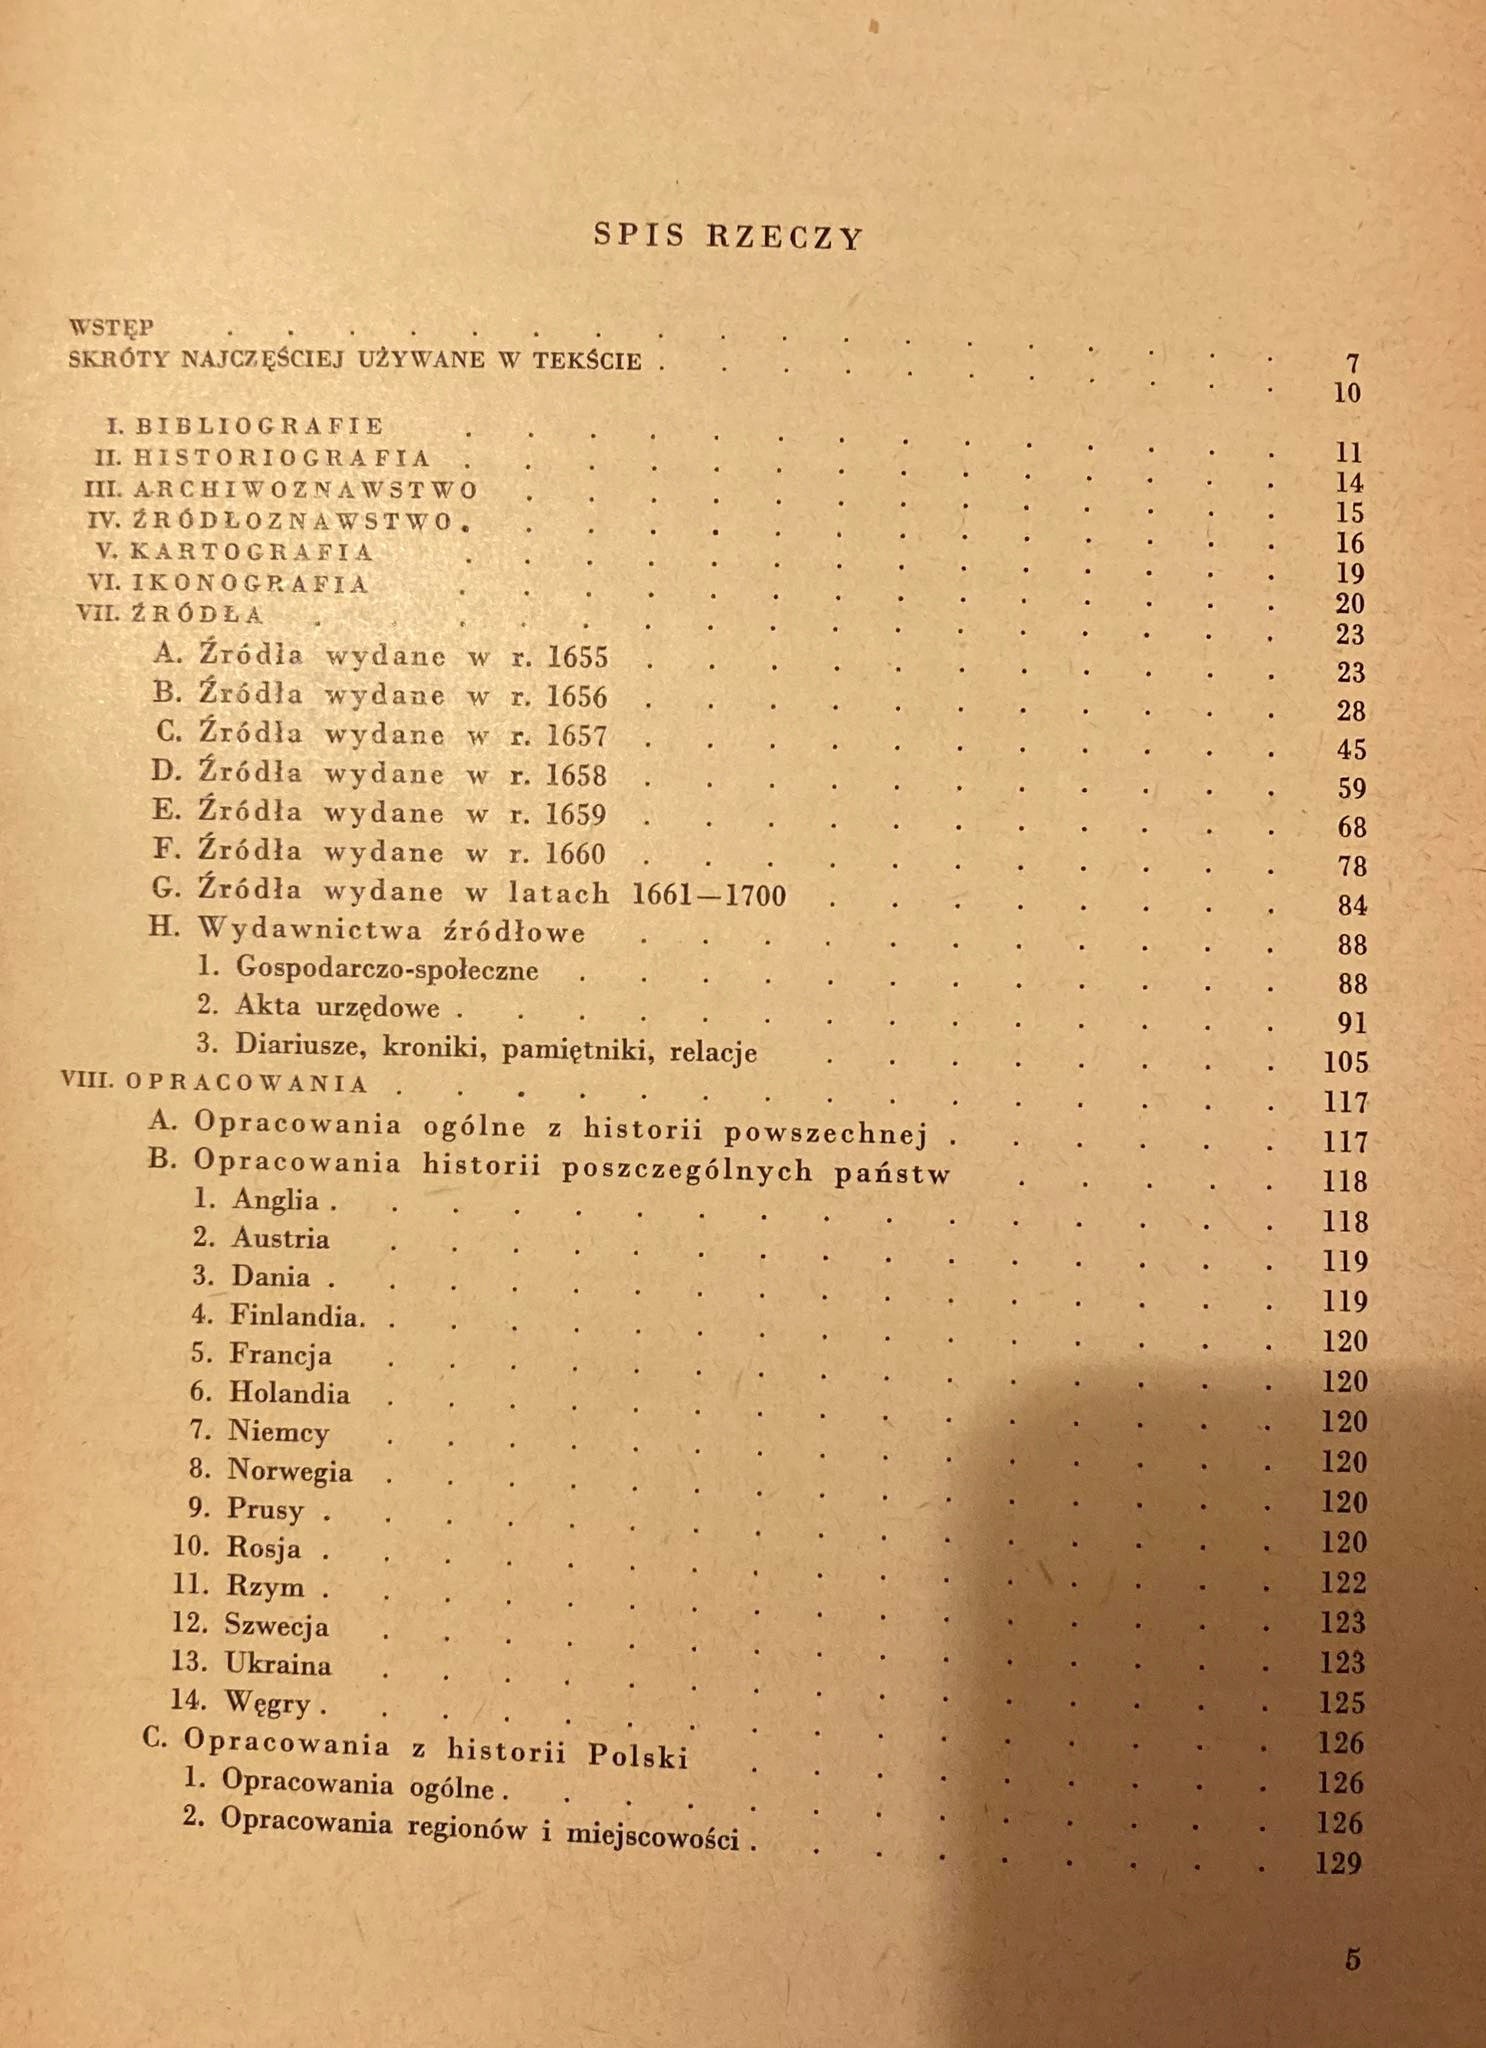 SPIS RZECZY
WSTĘP . . . . . . . . . . . . . . . . . . 7
SKRÓTY NAJCZĘŚCIEJ UŻYWANE W TEKŚCIE . . . . . . . . . . . 10
I. BIBLIOGRAFIE . . . . . . . . . . . . . . 11
II. HISTORIOGRAFIA . . . . . . . . . . . . . . 14
III. ARCHIWOZNAWSTWO . . . . . . . . . . . . . 15
IV. ŹRÓDŁOZNAWSTWO . . . . . . . . . . . . . . 16
V. KARTOGRAFIA . . . . . . . . . . . . . . 19
VI. IKONOGRAFIA . . . . . . . . . . . . . . 20
VII. ŹRÓDŁA . . . . . . . . . . . . . . . . 23
A. Źródła wydane w r. 1655 . . . . . . . . . . . 23
B. Źródła wydane w r. 1656 . . . . . . . . . . . 28
C. Źródła wydane w r. 1657 . . . . . . . . . . . 45
D. Źródła wydane w r. 1658 . . . . . . . . . . . 59
E. Źródła wydane w r. 1659 . . . . . . . . . . . 68
F. Źródła wydane w r. 1660 . . . . . . . . . . . 78
G. Źródła wydane w latach 1661—1700 . . . . . . . . 84
H. Wydawnictwa źródłowe . . . . . . . . . . . 88
1. Gospodarczo-społeczne . . . . . . . . . . . . 88
2. Akta urzędowe . . . . . . . . . . . . . . 91
3. Diariusze, kroniki, pamiętniki, relacje . . . . . . . . 105
VIII. OPRACOWANIA . . . . . . . . . . . . . . . 117
A. Opracowania ogólne z historii powszechnej . . . . . . 117
B. Opracowania historii poszczególnych państw . . . . . 118
1. Anglia . . . . . . . . . . . . . . . . 118
2. Austria . . . . . . . . . . . . . . . 119
3. Dania . . . . . . . . . . . . . . . . 119
4. Finlandia. . . . . . . . . . . . . . . . 120
5. Francja . . . . . . . . . . . . . . . 120
6. Holandia . . . . . . . . . . . . . . . 120
7. Niemcy . . . . . . . . . . . . . . . 120
8. Norwegia . . . . . . . . . . . . . . . 120
9. Prusy . . . . . . . . . . . . . . . . 120
10. Rosja . . . . . . . . . . . . . . . . 122
11. Rzym . . . . . . . . . . . . . . . . 123
12. Szwecja . . . . . . . . . . . . . . . 123
13. Ukraina . . . . . . . . . . . . . . . 125
14. Węgry . . . . . . . . . . . . . . . . 126
C. Opracowania z historii Polski . . . . . . . . . 126
1. Opracowania ogólne . . . . . . . . . . . . . 126
2. Opracowania regionów i miejscowości . . . . . . . . . 129
5